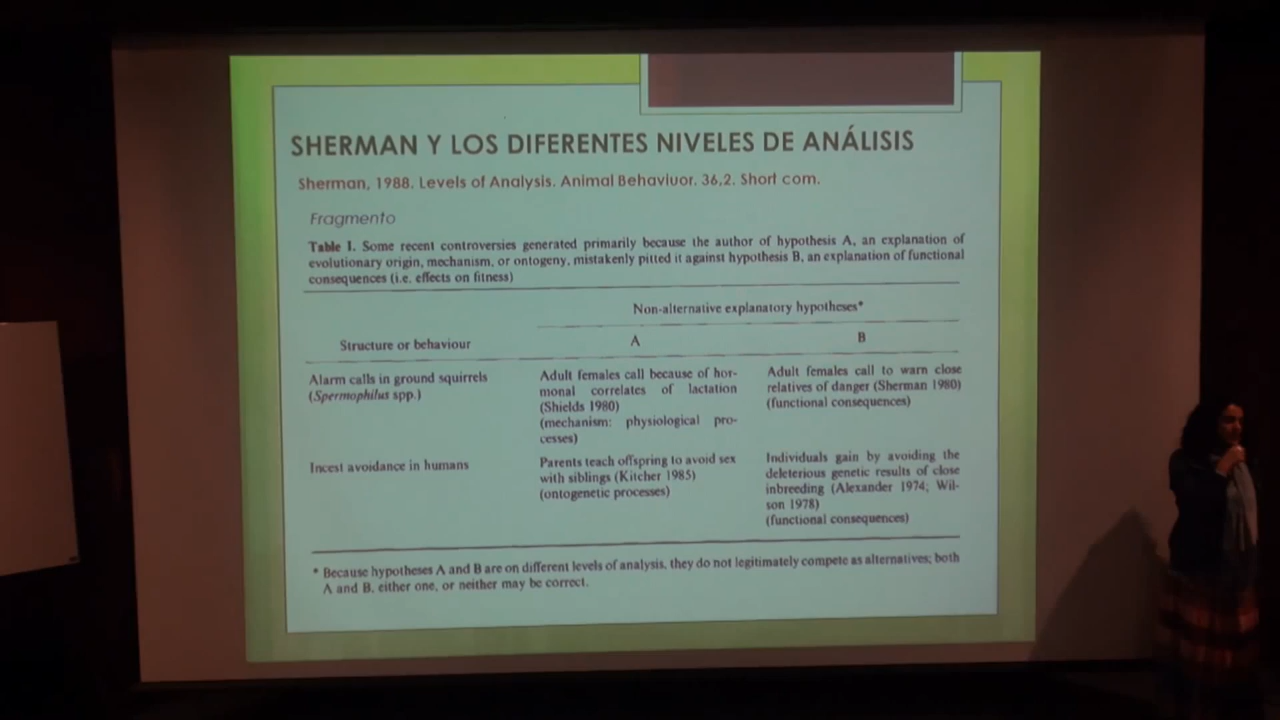 SHERMAN Y LOS DIFERENTES NIVELES DE ANÁLISIS
Sherman, 1988. Levels of Analysis. Animal Behaviuor. 36,2. Short com.
Fragmento
Table I. Some recent controversies generated primarily because the author of hypothesis A, an explanation of
evolutionary origin, mechanism, or ontogeny, mistakenly pitted it against hypothesis B, an explanation of functional
consequences (i.e. effects on fitness)
Non-alternative explanatory hypotheses*
Structure or behaviour
A
B
Alarm calls in ground squirrels
(Spermophilus spp.)
Adult females call because of hor-
monal correlates of lactation
(Shields 1980)
(mechanism: physiological pro-
cesses)
Adult females call to warn close
relatives of danger (Sherman 1980)
(functional consequences)
Incest avoidance in humans
Parents teach offspring to avoid sex
with siblings (Kitcher 1985)
(ontogenetic processes)
Individuals gain by avoiding the
deleterious genetic results of close
inbreeding (Alexander 1974; Wil-
son 1978)
(functional consequences)
* Because hypotheses A and B are on different levels of analysis, they do not legitimately compete as alternatives; both
A and B, either one, or neither may be correct.